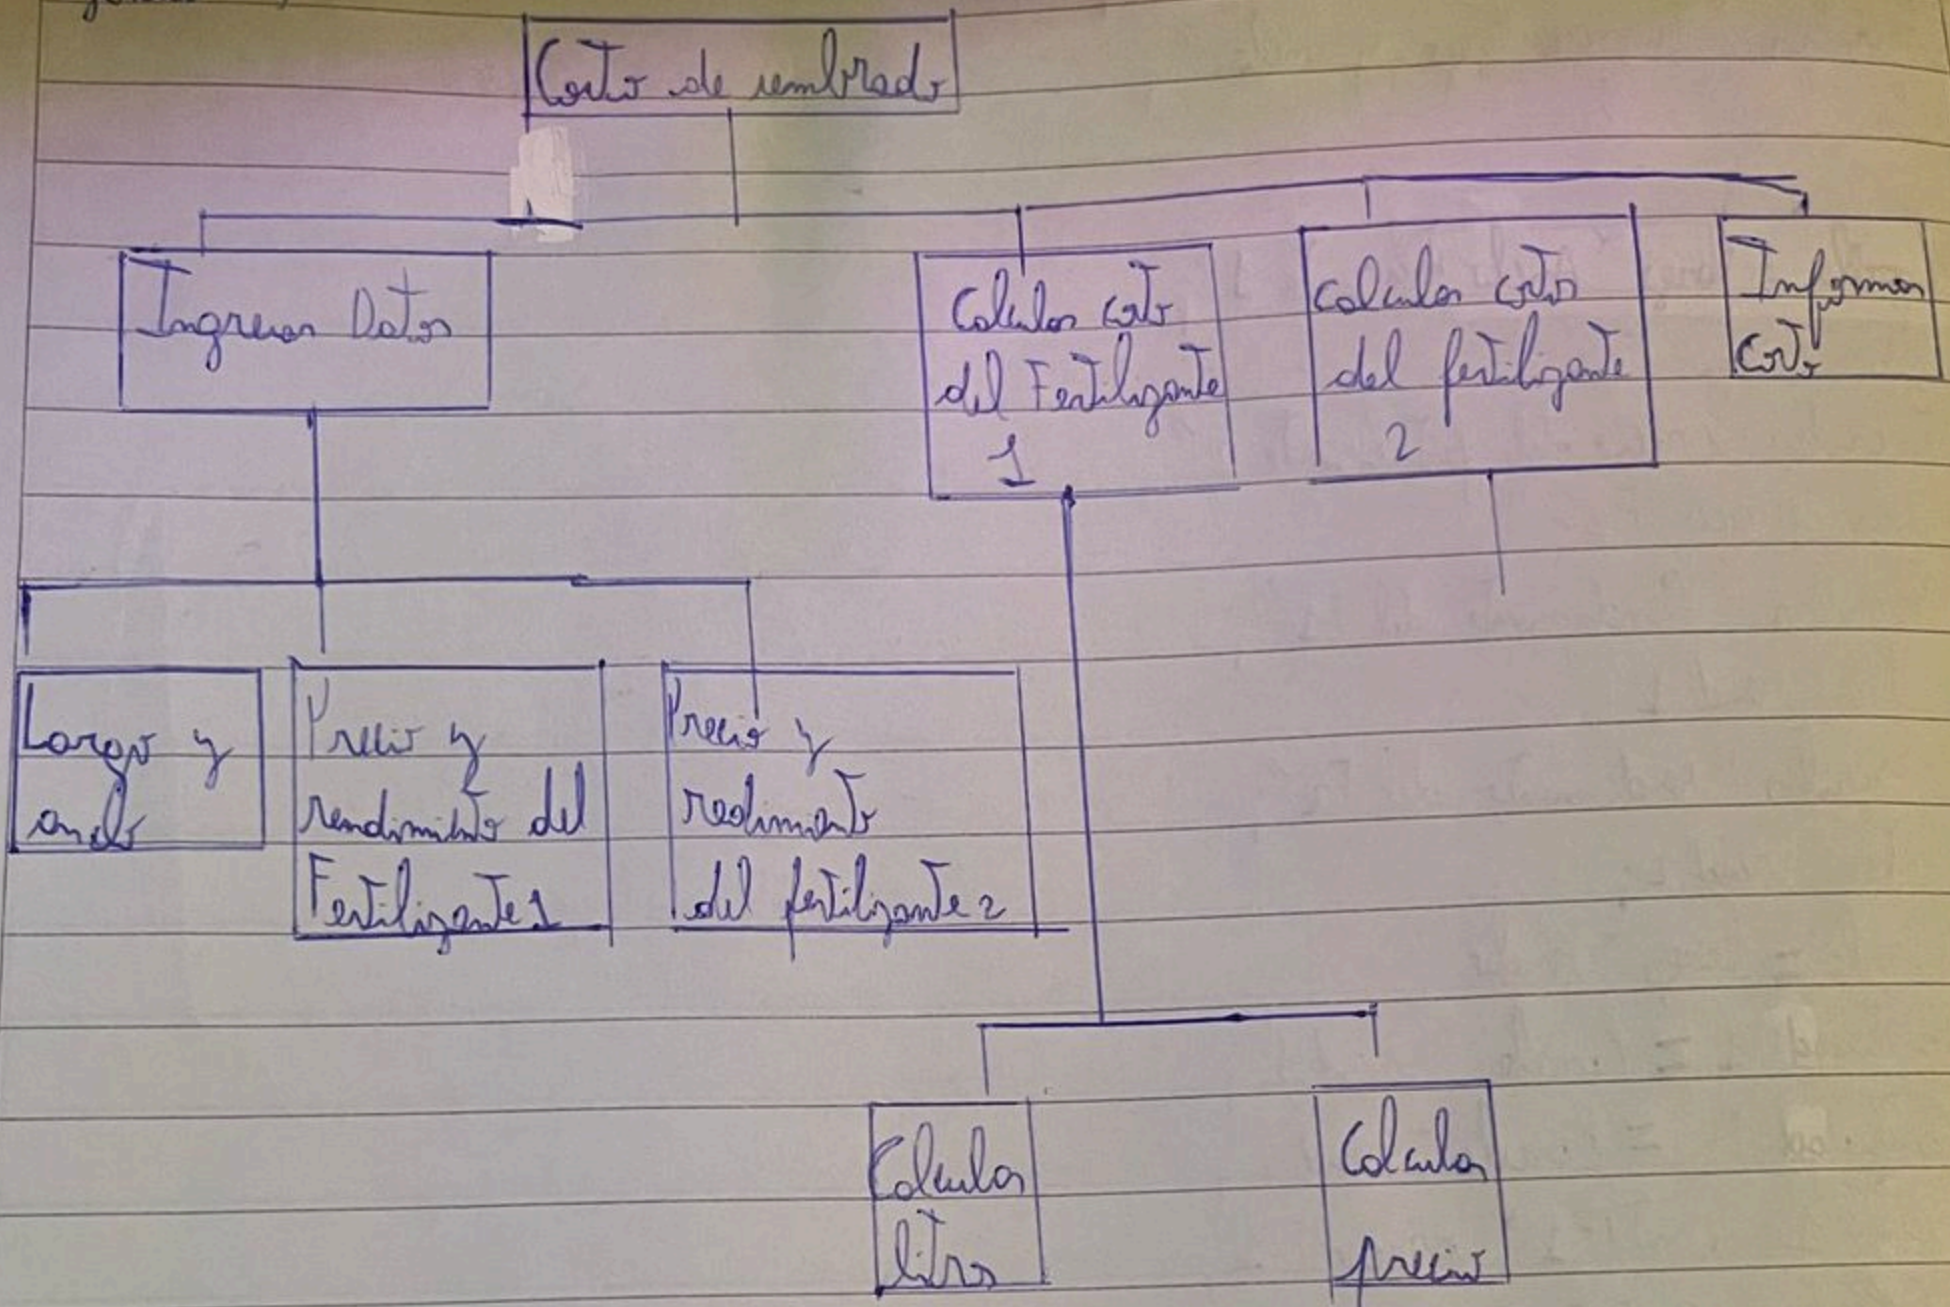 Costo de sembrado
Ingresar Datos
Calcular costo
del Fertilizante
1
calcular costo
del fertilizante
2
Informar
costo
Largo y
ancho
Precio y
rendimiento del
Fertilizante 1
Precio y
redimiento
del fertilizante 2
Calcular
litros
Calcular
precio